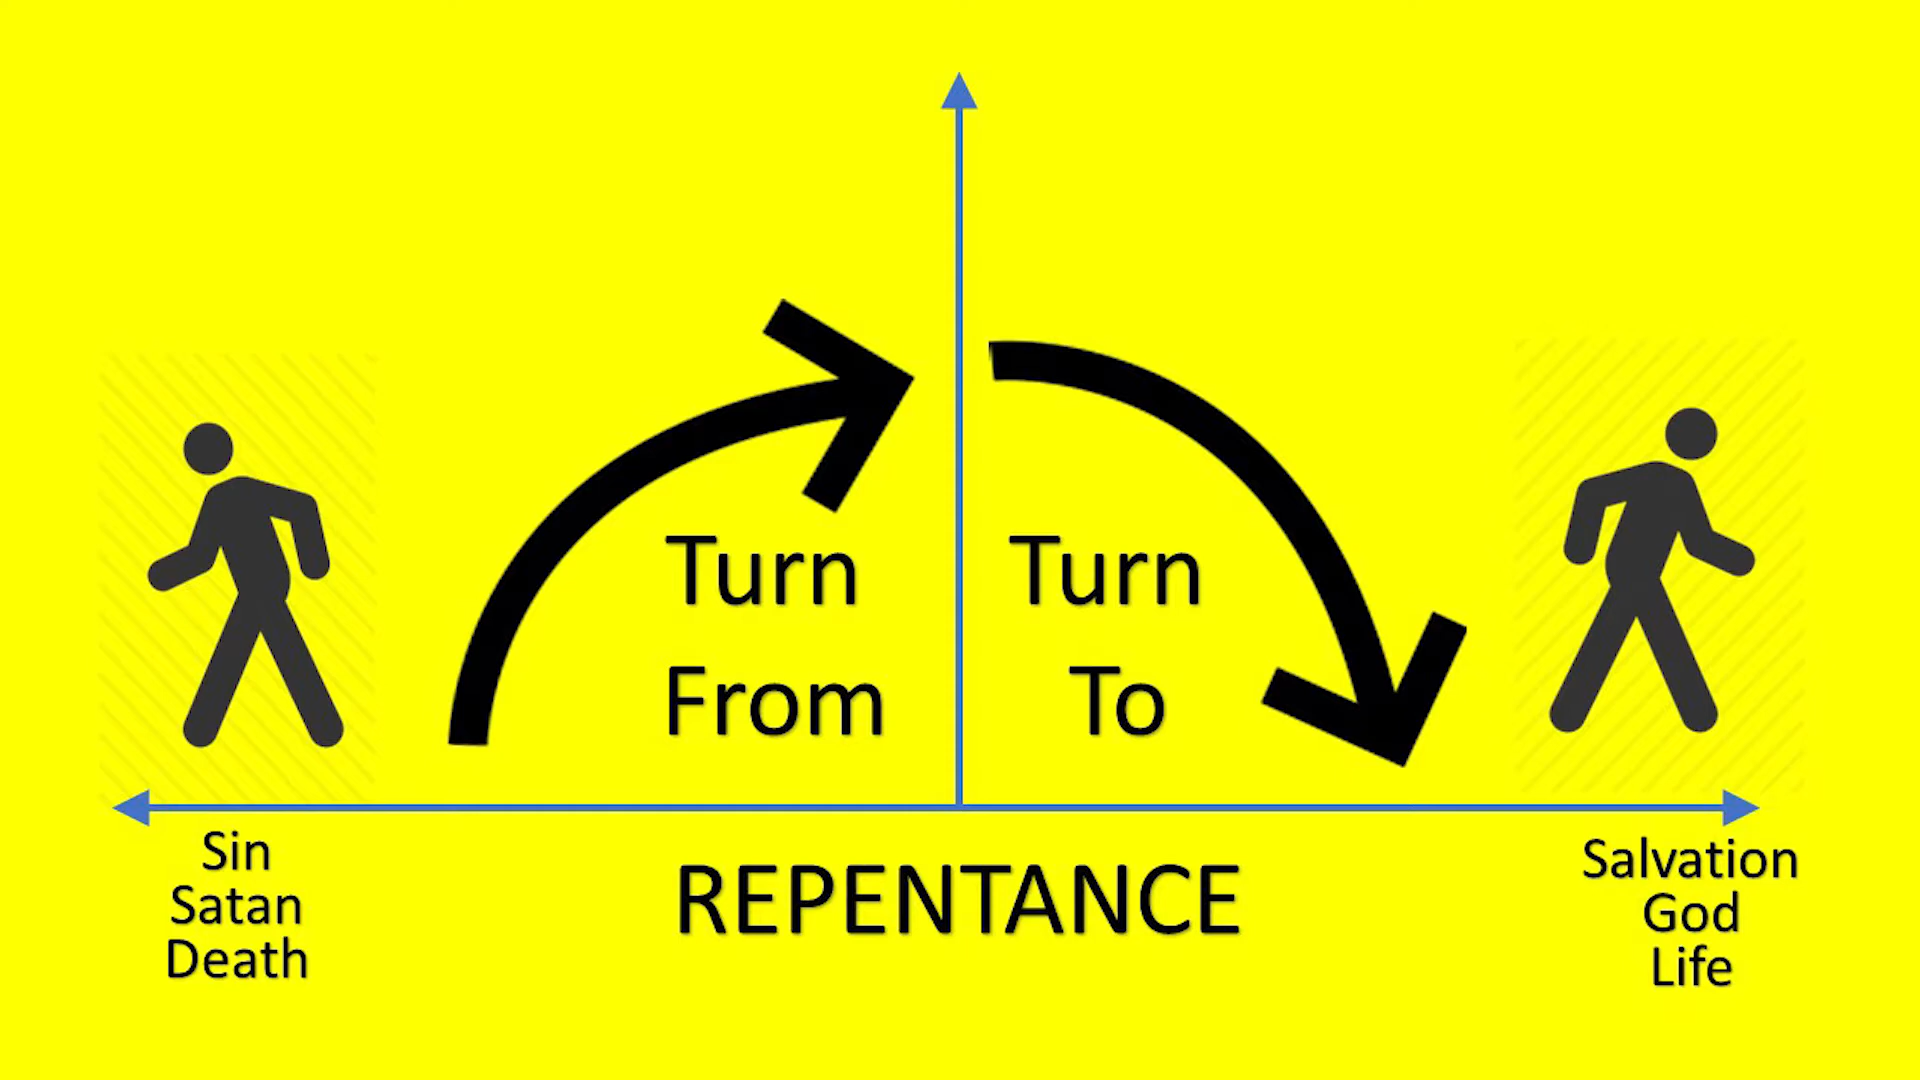 Turn
From
Turn
To
Sin
Satan
Death
REPENTANCE
Salvation
God
Life